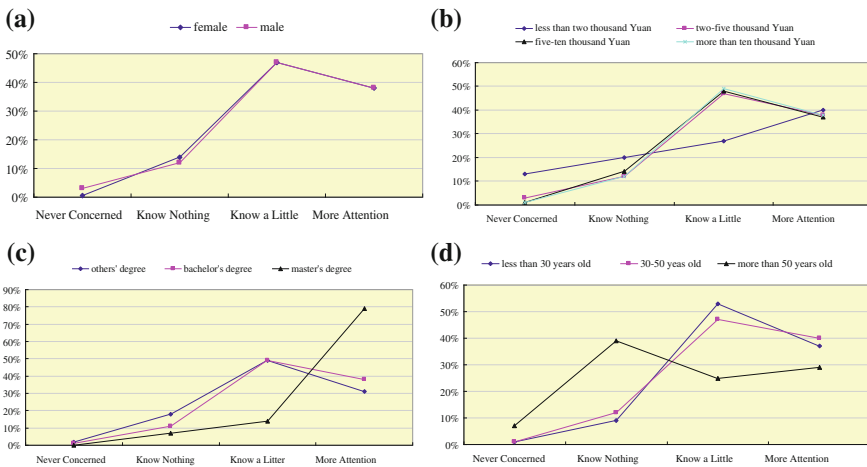 (a)
female male
50%
40%
30%
20%
10%
0%
Never Concerned Know Nothing Know a Little More Attention
(b)
less than two thousand Yuan two-five thousand Yuan
five-ten thousand Yuan more than ten thousand Yuan
60%
50%
40%
30%
20%
10%
0%
Never Concerned Know Nothing Know a Little More Attention
(c)
others' degree bachelor's degree master's degree
90%
80%
70%
60%
50%
40%
30%
20%
10%
0%
Never Concerned Know Nothing Know a Litter More Attention
(d)
less than 30 years old 30-50 yeas old more than 50 years old
60%
50%
40%
30%
20%
10%
0%
Never Concerned Know Nothing Know a Little More Attention